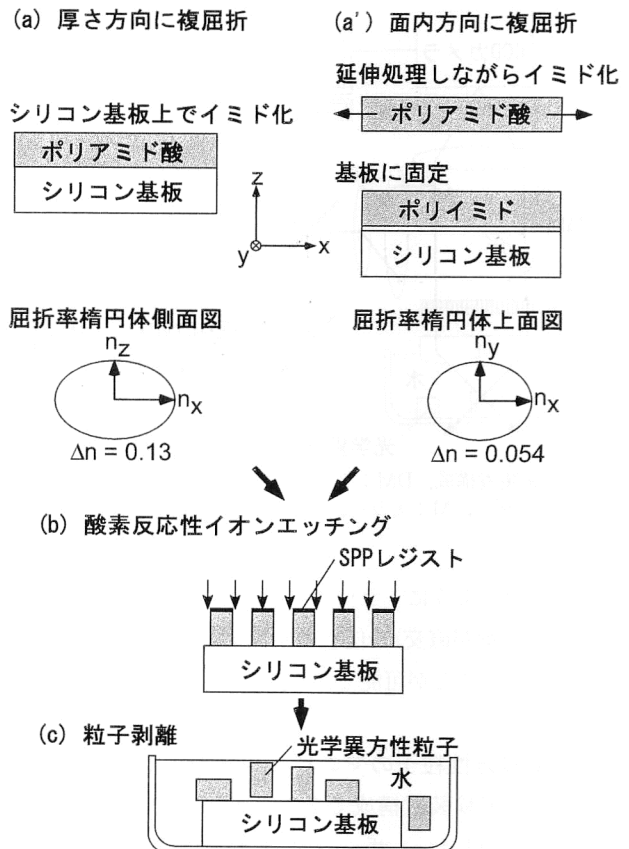 (a) 厚さ方向に複屈折
シリコン基板上でイミド化
ポリアミド酸
シリコン基板
(a') 面内方向に複屈折
延伸処理しながらイミド化
ポリアミド酸
基板に固定
ポリイミド
シリコン基板
z
y
x
屈折率楕円体側面図
nz
nx
Δn = 0.13
屈折率楕円体上面図
ny
nx
Δn = 0.054
(b) 酸素反応性イオンエッチング
SPPレジスト
シリコン基板
(c) 粒子剥離
光学異方性粒子
水
シリコン基板